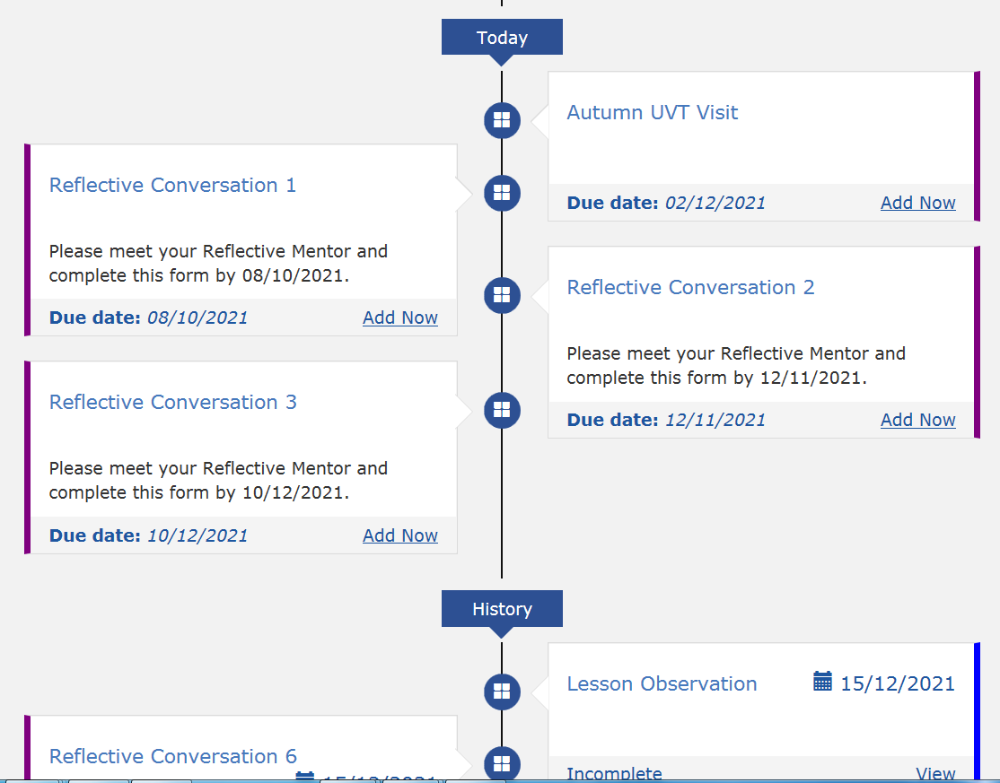 Today
Autumn UVT Visit
Due date: 02/12/2021 Add Now
Reflective Conversation 1
Please meet your Reflective Mentor and
complete this form by 08/10/2021.
Due date: 08/10/2021 Add Now
Reflective Conversation 2
Please meet your Reflective Mentor and
complete this form by 12/11/2021.
Due date: 12/11/2021 Add Now
Reflective Conversation 3
Please meet your Reflective Mentor and
complete this form by 10/12/2021.
Due date: 10/12/2021 Add Now
History
Lesson Observation 15/12/2021
Incomplete View
Reflective Conversation 6